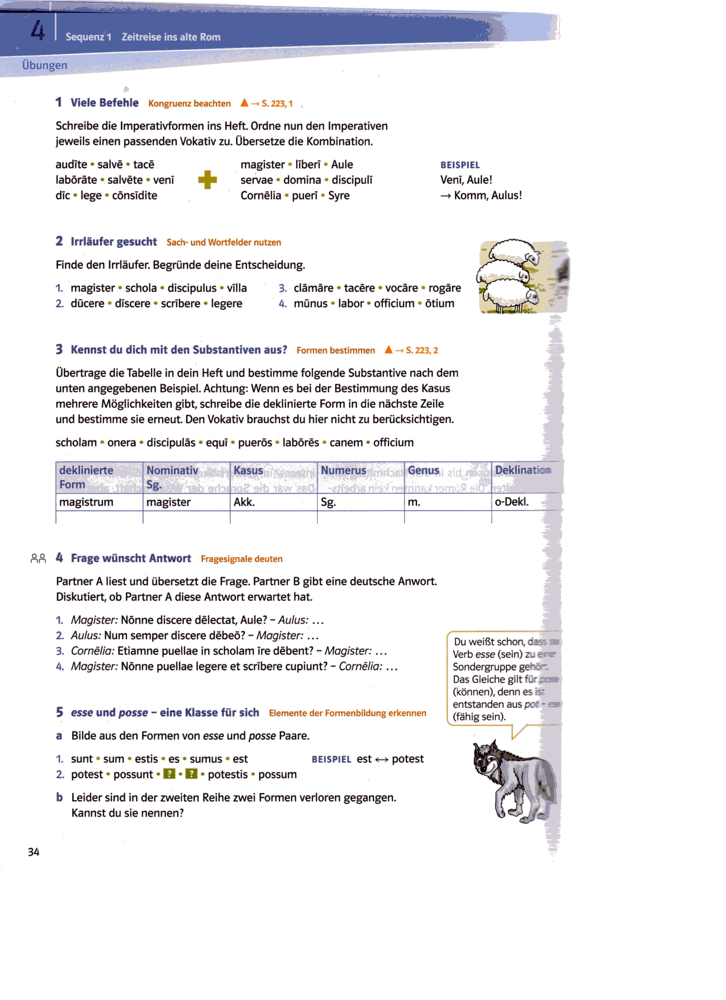 4
Sequenz 1 Zeitreise ins alte Rom
Übungen
1 Viele Befehle Kongruenz beachten ▲ → S. 223, 1
Schreibe die Imperativformen ins Heft. Ordne nun den Imperativen
jeweils einen passenden Vokativ zu. Übersetze die Kombination.
audīte • salvē • tacē
labōrāte • salvēte • venī
dīc • lege • cōnsīdite
magister • līberī • Aule
servae • domina • discipulī
Cornēlia • puerī • Syre
BEISPIEL
Venī, Aule!
→ Komm, Aulus!
2 Irrläufer gesucht Sach- und Wortfelder nutzen
Finde den Irrläufer. Begründe deine Entscheidung.
1. magister • schola • discipulus • vīlla
2. dūcere • dīscere • scrībere • legere
3. clāmāre • tacēre • vocāre • rogāre
4. mūnus • labor • officium • ōtium
3 Kennst du dich mit den Substantiven aus? Formen bestimmen ▲ → S. 223, 2
Übertrage die Tabelle in dein Heft und bestimme folgende Substantive nach dem
unten angegebenen Beispiel. Achtung: Wenn es bei der Bestimmung des Kasus
mehrere Möglichkeiten gibt, schreibe die deklinierte Form in die nächste Zeile
und bestimme sie erneut. Den Vokativ brauchst du hier nicht zu berücksichtigen.
scholam • onera • discipulās • equī • puerōs • labōrēs • canem • officium
deklinierte Form Nominativ Sg. Kasus Numerus Genus Deklination
magistrum magister Akk. Sg. m. o-Dekl.
4 Frage wünscht Antwort Fragesignale deuten
Partner A liest und übersetzt die Frage. Partner B gibt eine deutsche Anwort.
Diskutiert, ob Partner A diese Antwort erwartet hat.
1. Magister: Nōnne discere dēlectat, Aule? – Aulus: ...
2. Aulus: Num semper discere dēbeō? – Magister: ...
3. Cornēlia: Etiamne puellae in scholam īre dēbent? – Magister: ...
4. Magister: Nōnne puellae legere et scrībere cupiunt? – Cornēlia: ...
Du weißt schon, dass
Verb esse (sein) zu
Sondergruppe
Das Gleiche gilt für
(können), denn es ist
entstanden aus pot -
(fähig sein).
5 esse und posse – eine Klasse für sich Elemente der Formenbildung erkennen
a Bilde aus den Formen von esse und posse Paare.
1. sunt • sum • estis • es • sumus • est
BEISPIEL est ↔ potest
2. potest • possunt • ? • ? • potestis • possum
b Leider sind in der zweiten Reihe zwei Formen verloren gegangen.
Kannst du sie nennen?
34